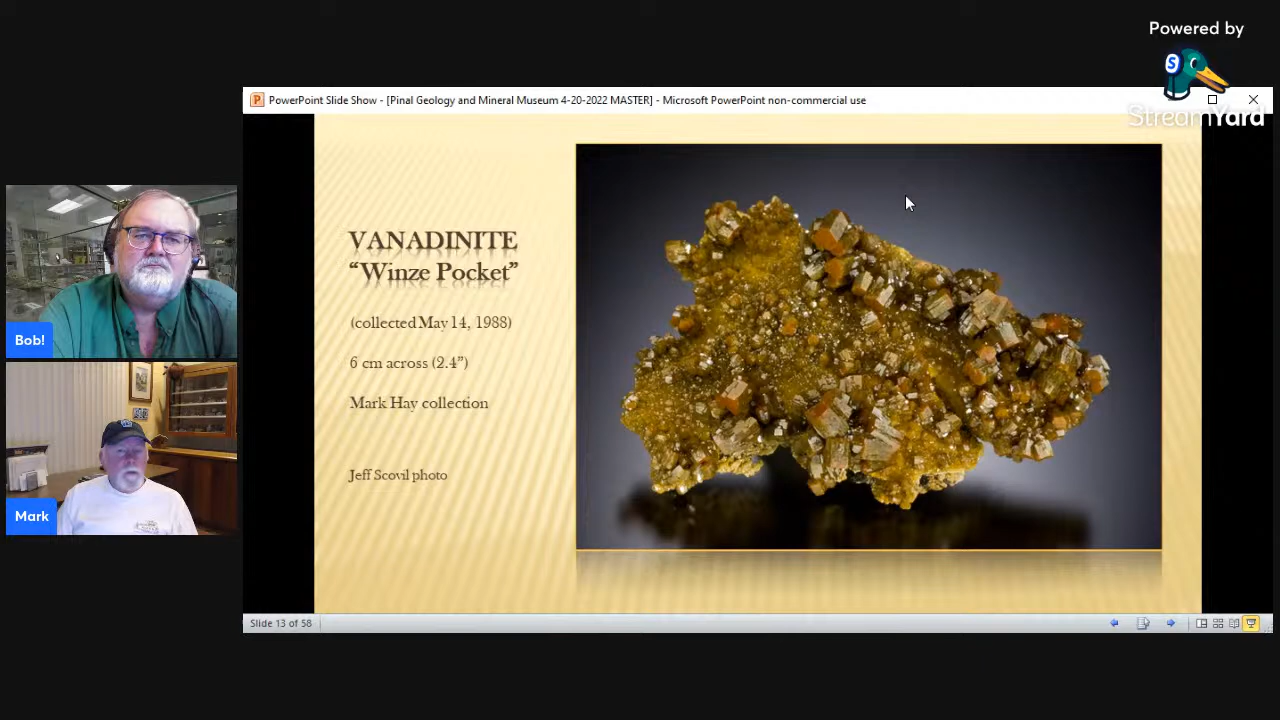 Powered by
StreamYard
PowerPoint Slide Show - [Pinal Geology and Mineral Museum 4-20-2022 MASTER] - Microsoft PowerPoint non-commercial use
VANADINITE
“Winze Pocket”
(collected May 14, 1988)
6 cm across (2.4”)
Mark Hay collection
Jeff Scovil photo
Bob!
Mark
Slide 13 of 58